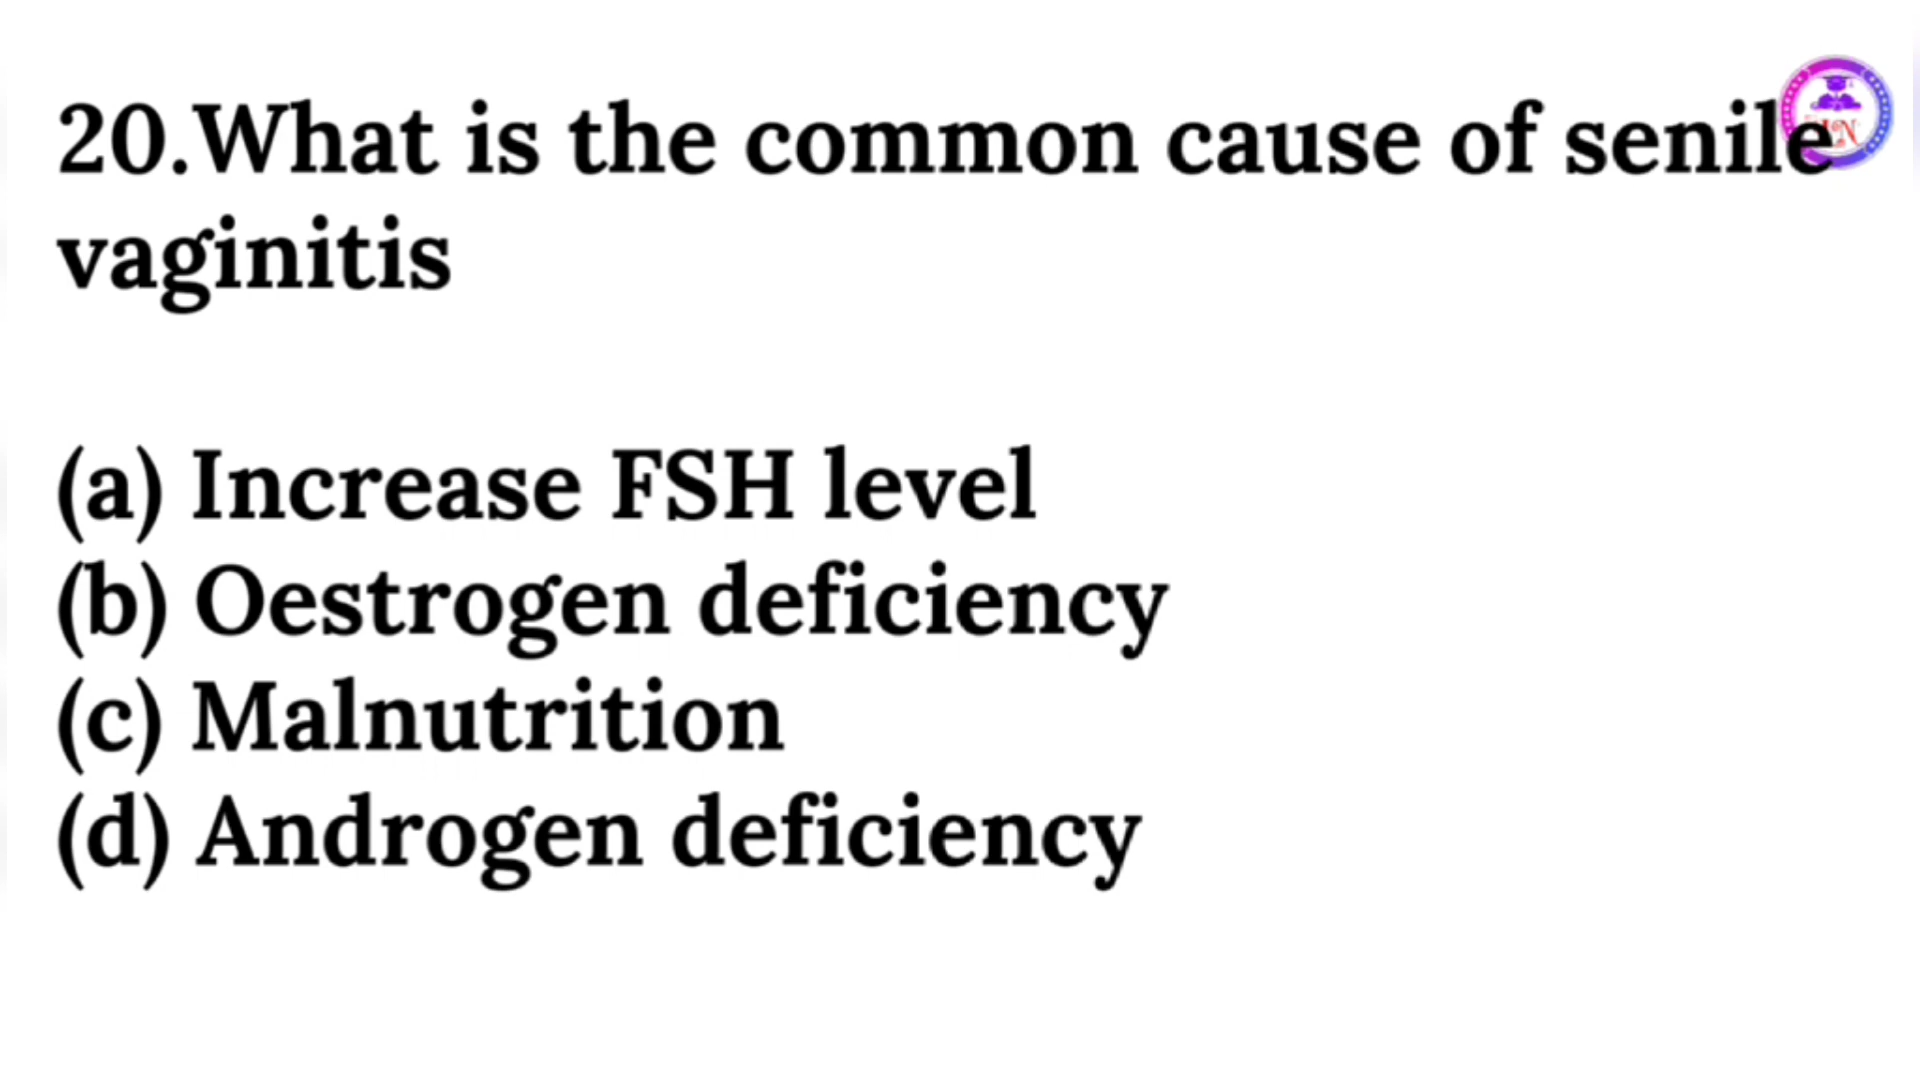 20.What is the common cause of senile
vaginitis
(a) Increase FSH level
(b) Oestrogen deficiency
(c) Malnutrition
(d) Androgen deficiency